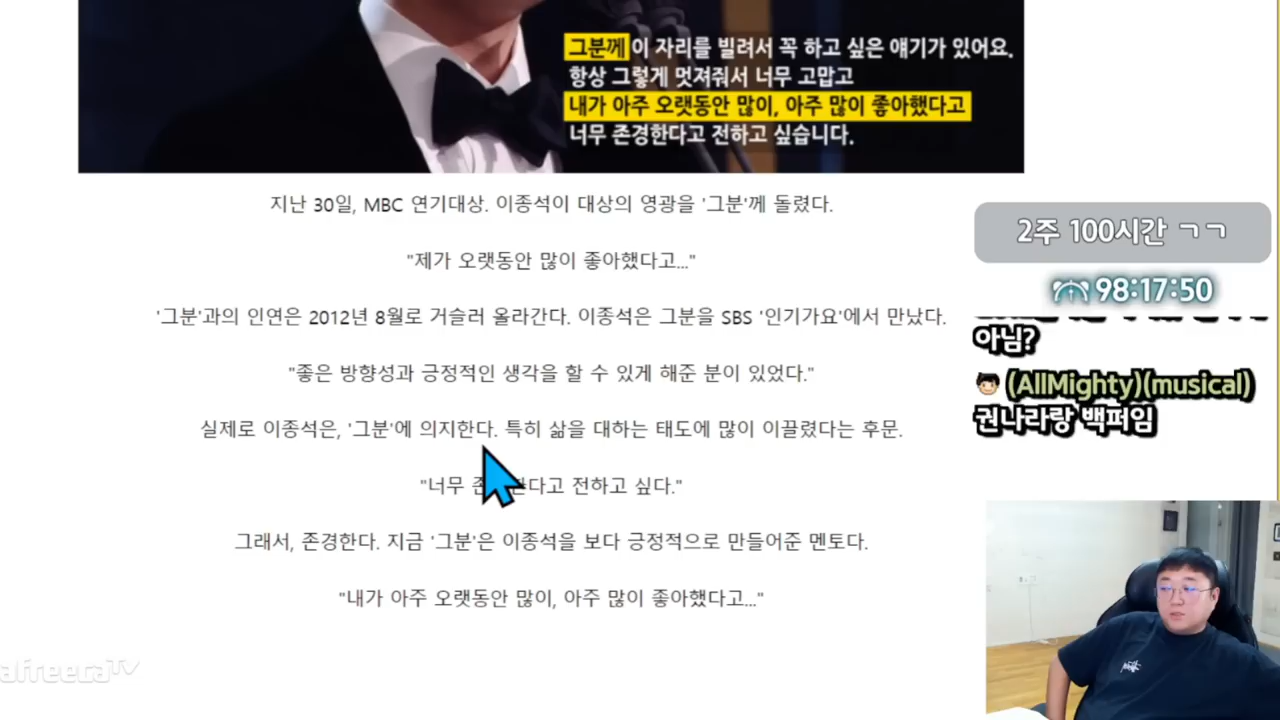 그분께 이 자리를 빌려서 꼭 하고 싶은 얘기가 있어요.
항상 그렇게 멋져줘서 너무 고맙고
내가 아주 오랫동안 많이, 아주 많이 좋아했다고
너무 존경한다고 전하고 싶습니다.
지난 30일, MBC 연기대상. 이종석이 대상의 영광을 '그분'께 돌렸다.
"제가 오랫동안 많이 좋아했다고..."
'그분'과의 인연은 2012년 8월로 거슬러 올라간다. 이종석은 그분을 SBS '인기가요'에서 만났다.
"좋은 방향성과 긍정적인 생각을 할 수 있게 해준 분이 있었다."
실제로 이종석은, '그분'에 의지한다. 특히 삶을 대하는 태도에 많이 이끌렸다는 후문.
"너무 전하고 싶다."
그래서, 존경한다. 지금 '그분'은 이종석을 보다 긍정적으로 만들어준 멘토다.
"내가 아주 오랫동안 많이, 아주 많이 좋아했다고..."
2주 100시간 ㄱㄱ
98:17:50
아님?
(AllMighty)(musical)
권나라랑 백퍼임
afreecaTV